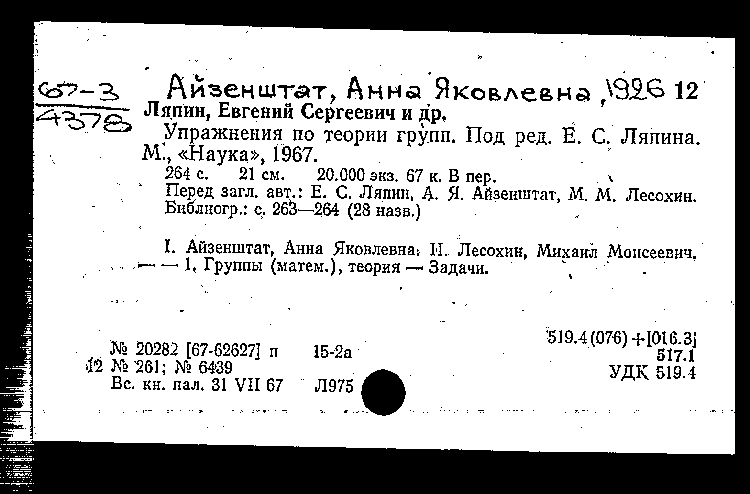 67-3
4378
Айзенштат, Анна Яковлевна, 1926 12
Ляпин, Евгений Сергеевич и др.
Упражнения по теории групп. Под ред. Е. С. Ляпина.
М., «Наука», 1967.
264 с. 21 см. 20.000 экз. 67 к. В пер.
Перед загл. авт.: Е. С. Ляпин, А. Я. Айзенштат, М. М. Лесохин.
Библиогр.: с. 263—264 (28 назв.)
I. Айзенштат, Анна Яковлевна. II. Лесохин, Михаил Моисеевич.
— — 1. Группы (матем.), теория — Задачи.
519.4(076)+[016.3]
№ 20282 [67-62627] п 15-2а 517.1
12 № 261; № 6439 УДК 519.4
Вс. кн. пал. 31 VII 67 Л975